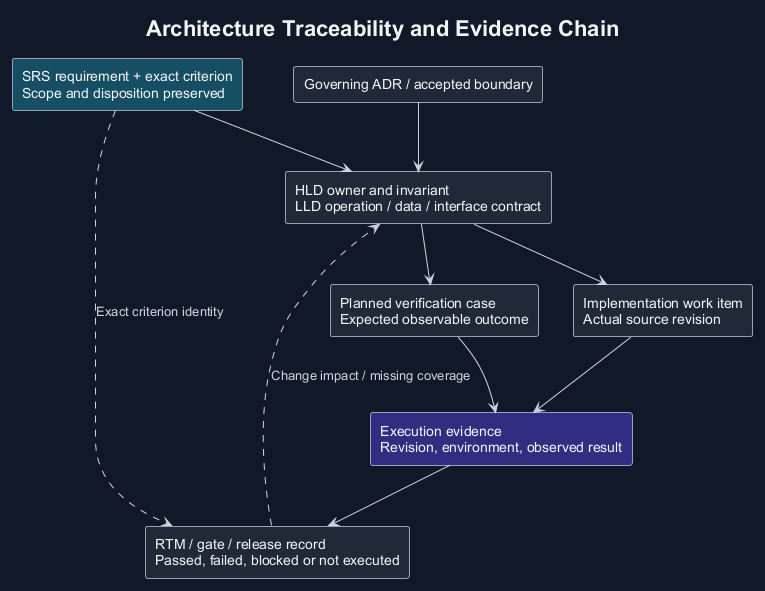 Architecture Traceability and Evidence Chain
SRS requirement + exact criterion
Scope and disposition preserved
Governing ADR / accepted boundary
HLD owner and invariant
LLD operation / data / interface contract
Planned verification case
Expected observable outcome
Implementation work item
Actual source revision
Exact criterion identity
Change impact / missing coverage
Execution evidence
Revision, environment, observed result
RTM / gate / release record
Passed, failed, blocked or not executed